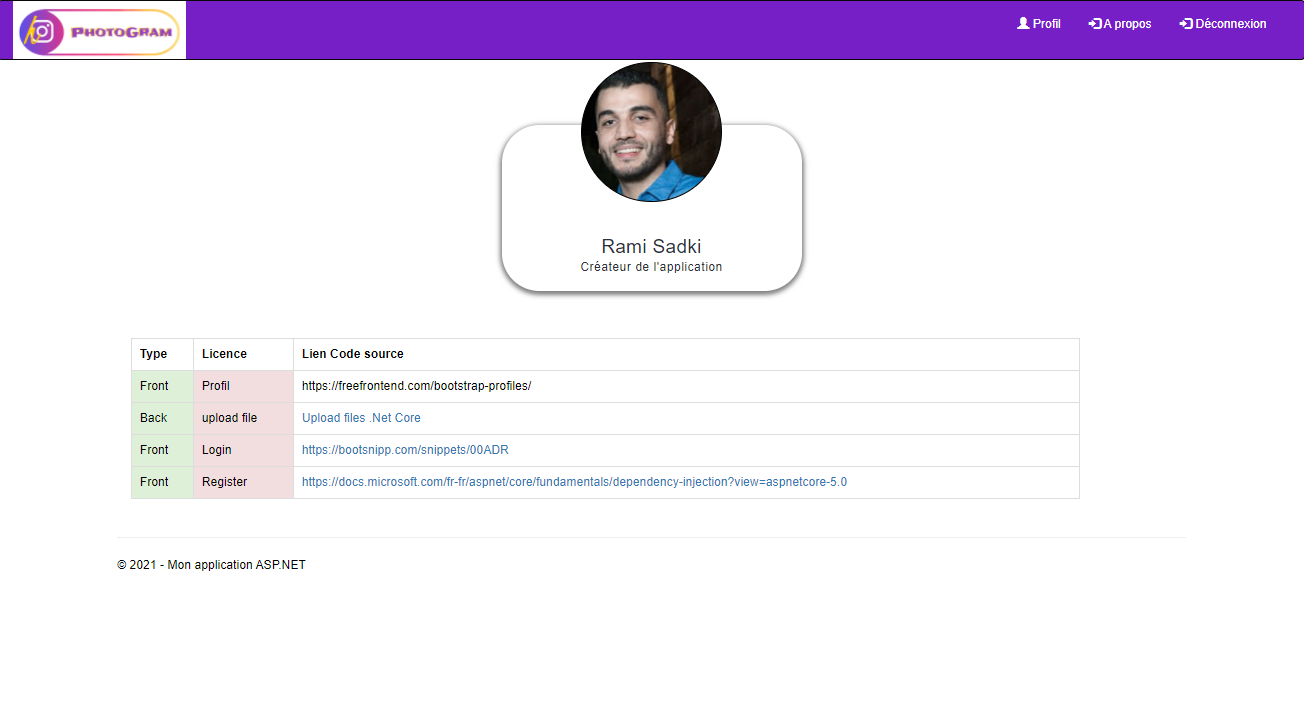 PhotoGram
Profil A propos Déconnexion
Rami Sadki
Créateur de l'application
Type Licence Lien Code source
Front Profil https://freefrontend.com/bootstrap-profiles/
Back upload file Upload files .Net Core
Front Login https://bootsnipp.com/snippets/00ADR
Front Register https://docs.microsoft.com/fr-fr/aspnet/core/fundamentals/dependency-injection?view=aspnetcore-5.0
© 2021 - Mon application ASP.NET